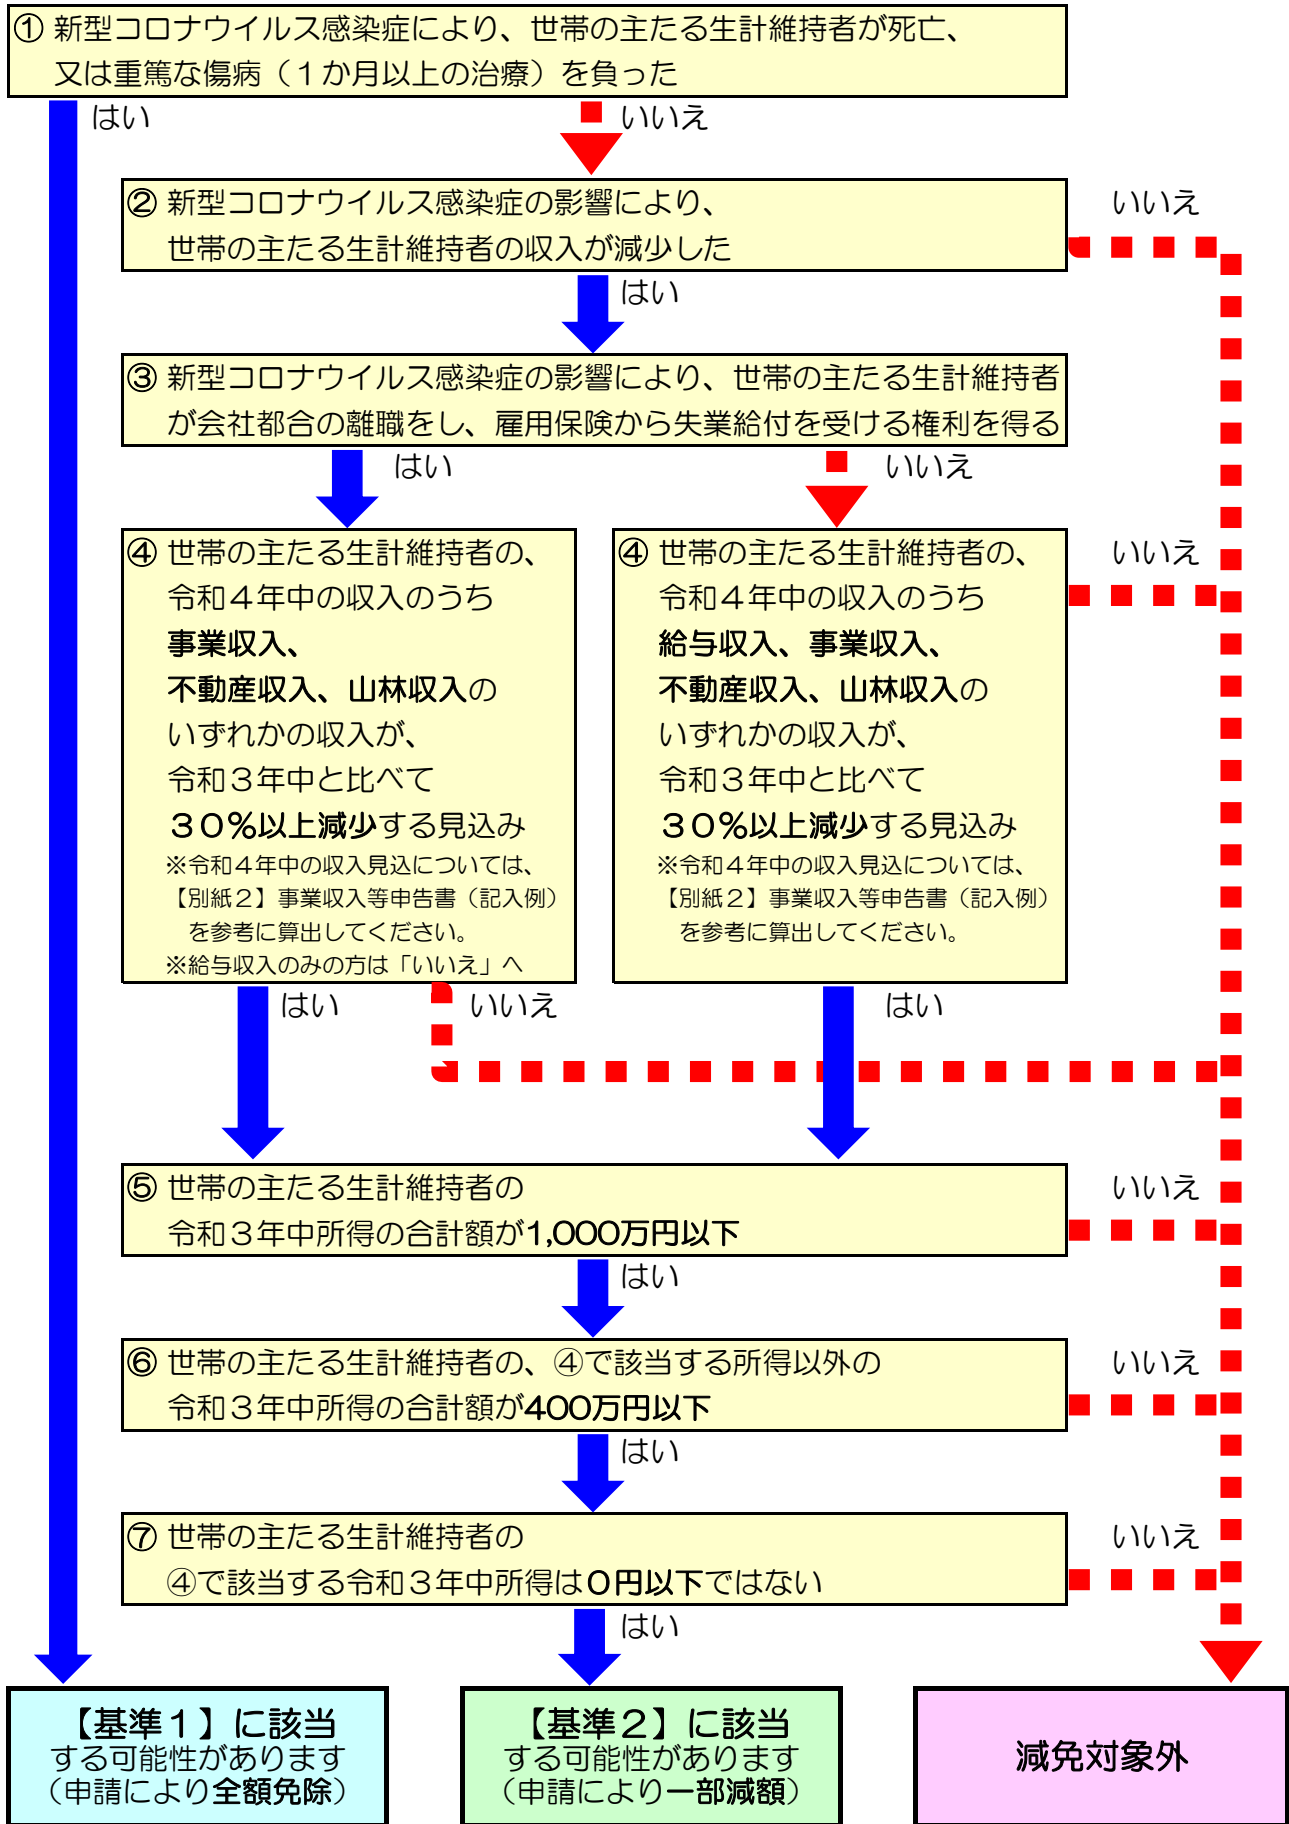 ① 新型コロナウイルス感染症により、世帯の主たる生計維持者が死亡、
又は重篤な傷病（１か月以上の治療）を負った
はい
いいえ
② 新型コロナウイルス感染症の影響により、
世帯の主たる生計維持者の収入が減少した
いいえ
はい
③ 新型コロナウイルス感染症の影響により、世帯の主たる生計維持者
が会社都合の離職をし、雇用保険から失業給付を受ける権利を得る
はい
いいえ
④ 世帯の主たる生計維持者の、
令和４年中の収入のうち
事業収入、
不動産収入、山林収入の
いずれかの収入が、
令和３年中と比べて
３０％以上減少する見込み
※令和４年中の収入見込については、
【別紙２】事業収入等申告書（記入例）
を参考に算出してください。
※給与収入のみの方は「いいえ」へ
④ 世帯の主たる生計維持者の、
令和４年中の収入のうち
給与収入、事業収入、
不動産収入、山林収入の
いずれかの収入が、
令和３年中と比べて
３０％以上減少する見込み
※令和４年中の収入見込については、
【別紙２】事業収入等申告書（記入例）
を参考に算出してください。
いいえ
はい
いいえ
はい
⑤ 世帯の主たる生計維持者の
令和３年中所得の合計額が1,000万円以下
いいえ
はい
⑥ 世帯の主たる生計維持者の、④で該当する所得以外の
令和３年中所得の合計額が400万円以下
いいえ
はい
⑦ 世帯の主たる生計維持者の
④で該当する令和３年中所得は０円以下ではない
いいえ
はい
【基準１】に該当
する可能性があります
（申請により全額免除）
【基準２】に該当
する可能性があります
（申請により一部減額）
減免対象外